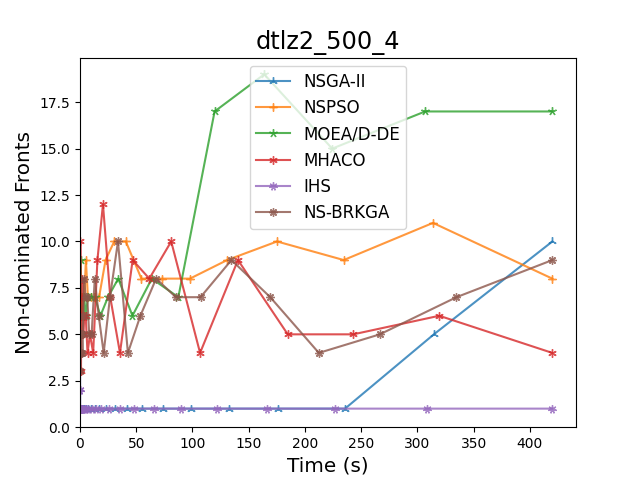 dtlz2_500_4
Non-dominated Fronts
17.5
15.0
12.5
10.0
7.5
5.0
2.5
0.0
NSGA-II
NSPSO
MOEA/D-DE
MHACO
IHS
NS-BRKGA
0 50 100 150 200 250 300 350 400
Time (s)